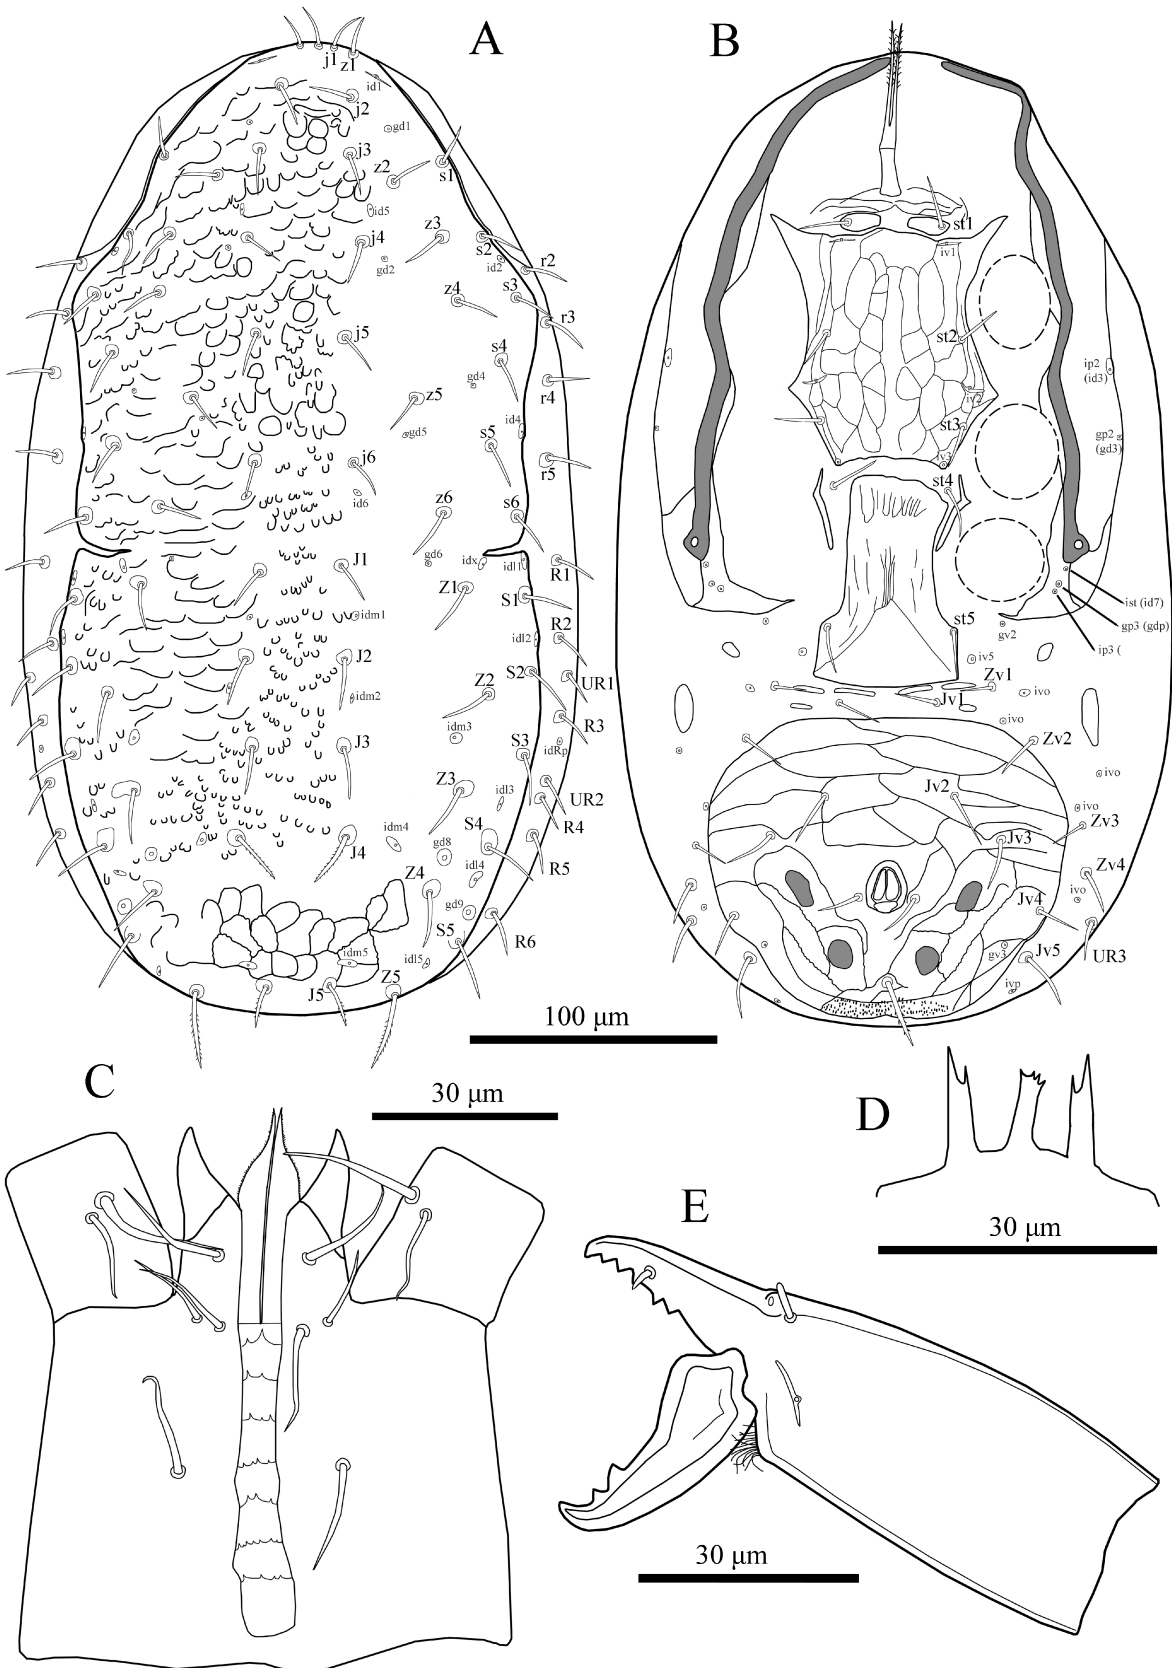 A
B
j1 z1
id1
j2
gd1
j3
z2
s1
id5
st1
z3
j4
s2
iv1
gd2
id2
r2
z4
s3
r3
j5
st2
s4
ip2
(id3)
gd4
r4
z5
iv2
id4
st3
gd5
s5
gp2
(gd3)
iv3
j6
r5
st4
id6
z6
s6
gd6
idx
idl1
J1
R1
Z1
S1
ist (id7)
idm1
R2
st5
gv2
gp3 (gdp)
idl2
ip3 (
J2
iv5
S2
UR1
Zv1
Z2
idm2
Jv1
ivo
R3
ivo
idm3
J3
S3
idRp
Zv2
ivo
Z3
Jv2
idl3
UR2
ivo
R4
Zv3
idm4
S4
Jv3
J4
gd8
R5
idl4
Zv4
Z4
ivo
Jv4
gd9
S5
R6
gv3
Jv5
UR3
idm5
idl5
J5
Z5
ivp
100 μm
C
30 μm
D
E
30 μm
30 μm